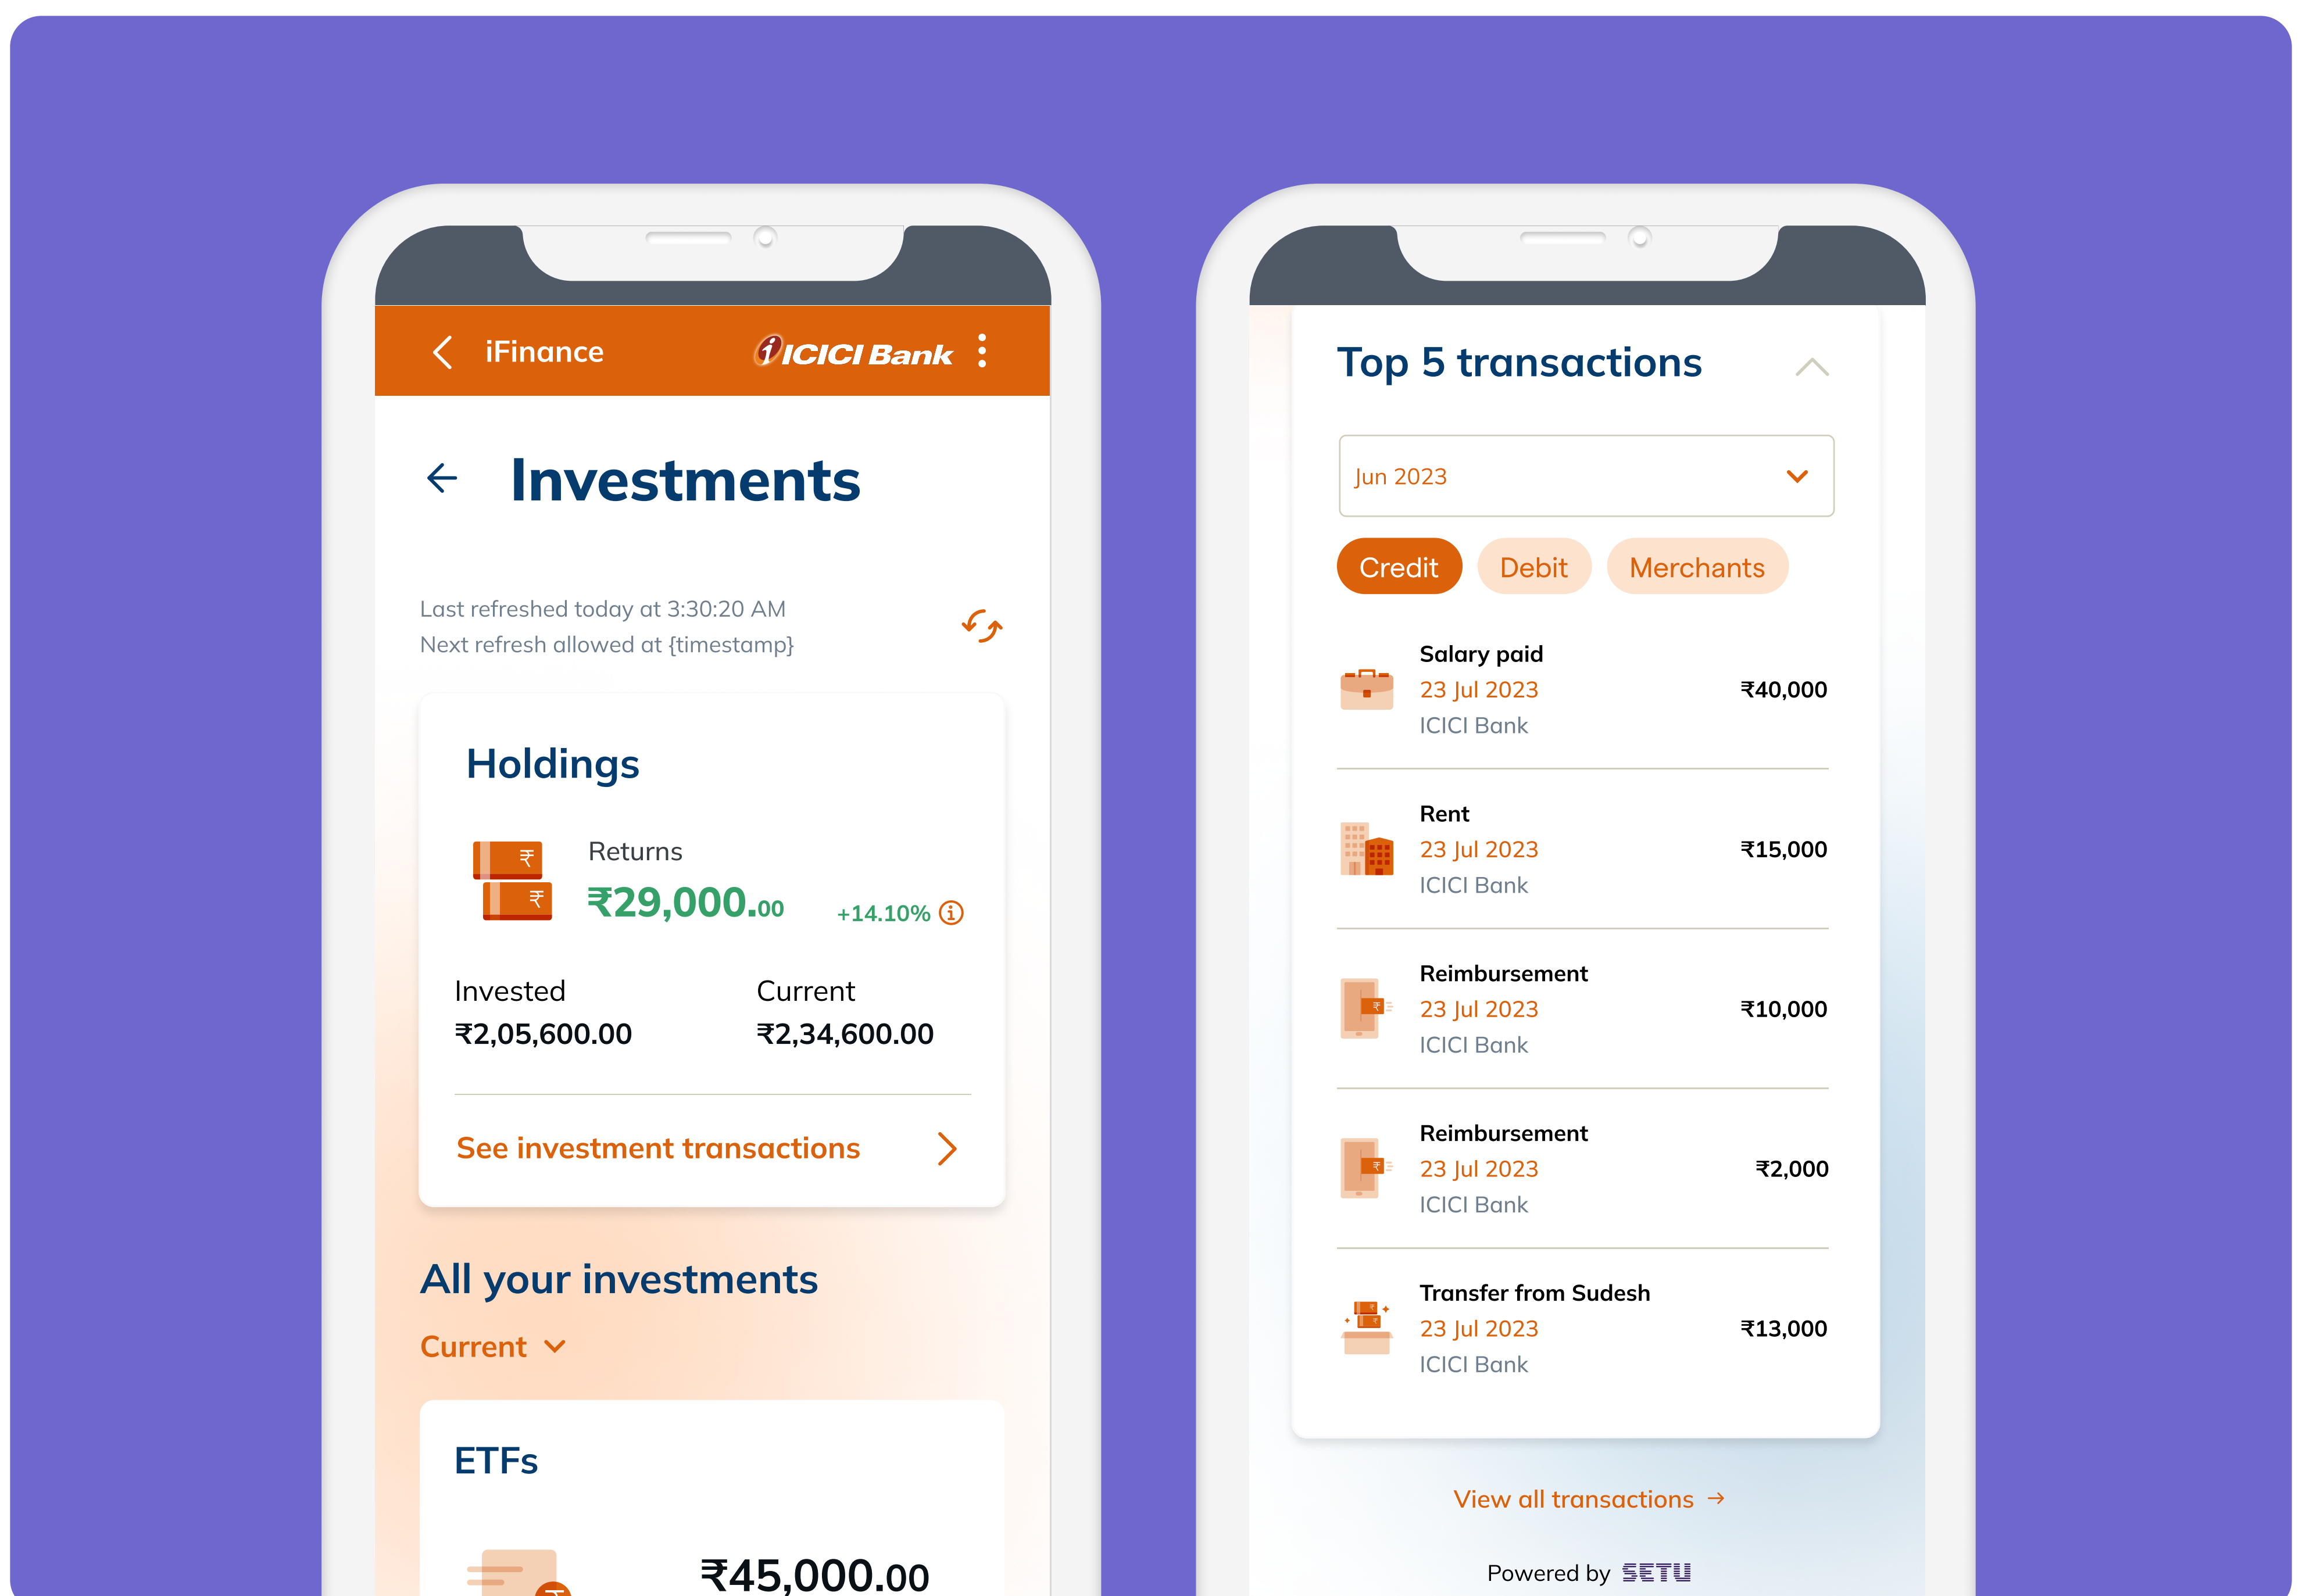 iFinance
ICICI Bank
Investments
Last refreshed today at 3:30:20 AM
Next refresh allowed at {timestamp}
Holdings
Returns
₹29,000.00 +14.10%
Invested Current
₹2,05,600.00 ₹2,34,600.00
See investment transactions
All your investments
Current
ETFs
₹45,000.00
Top 5 transactions
Jun 2023
Credit Debit Merchants
Salary paid
23 Jul 2023 ₹40,000
ICICI Bank
Rent
23 Jul 2023 ₹15,000
ICICI Bank
Reimbursement
23 Jul 2023 ₹10,000
ICICI Bank
Reimbursement
23 Jul 2023 ₹2,000
ICICI Bank
Transfer from Sudesh
23 Jul 2023 ₹13,000
ICICI Bank
View all transactions →
Powered by SETU